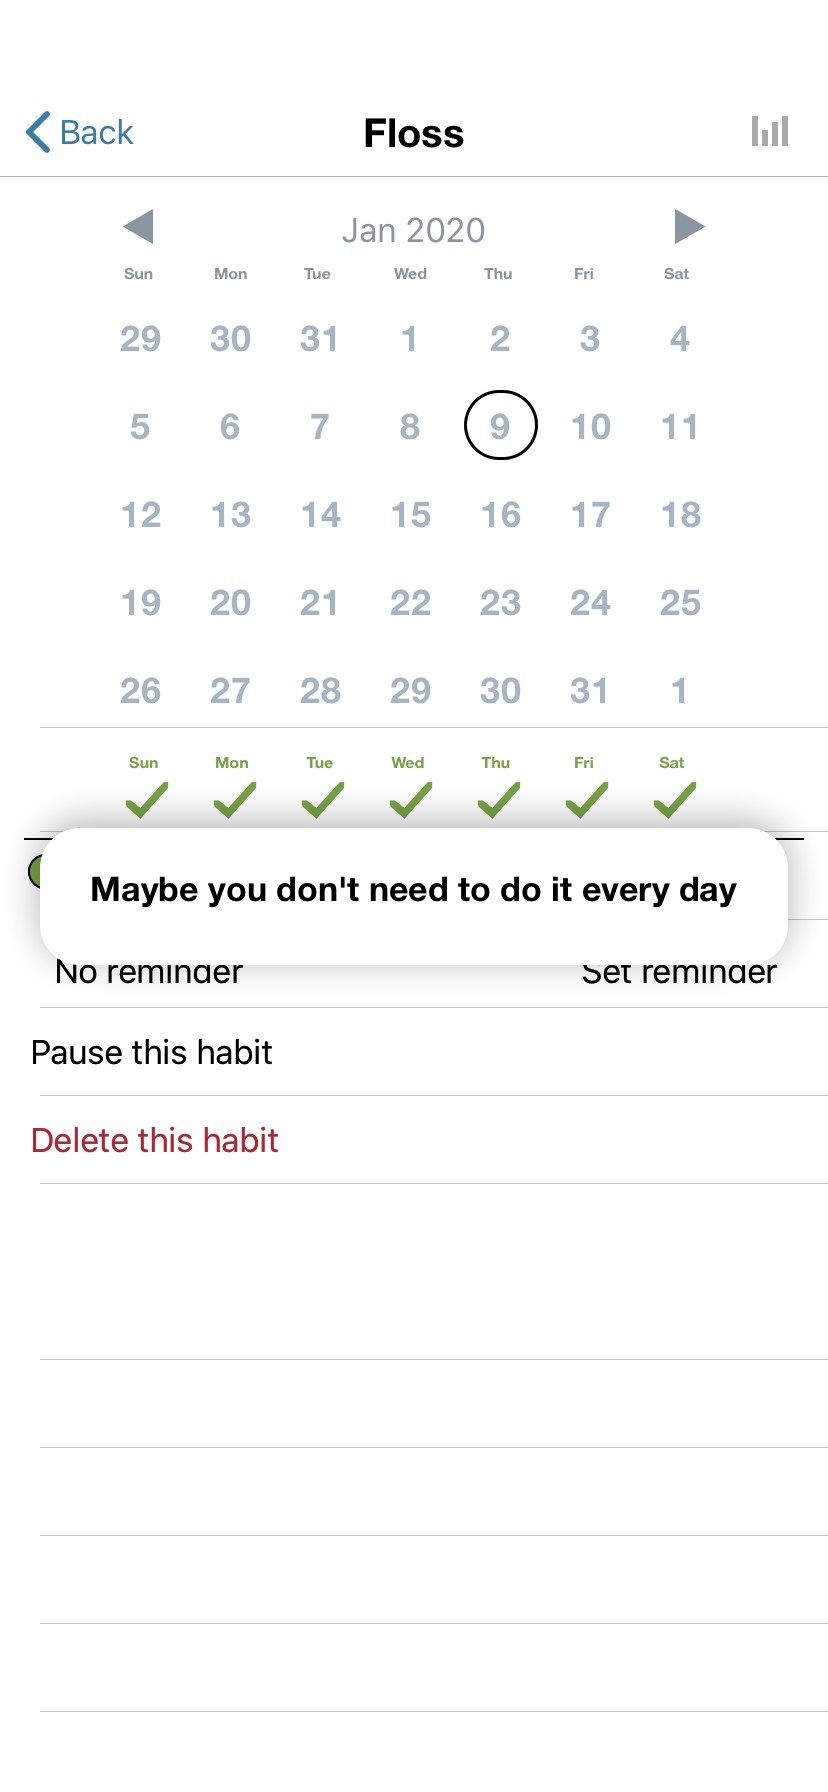 Back Floss
Jan 2020
Sun Mon Tue Wed Thu Fri Sat
29 30 31 1 2 3 4
5 6 7 8 9 10 11
12 13 14 15 16 17 18
19 20 21 22 23 24 25
26 27 28 29 30 31 1
Sun Mon Tue Wed Thu Fri Sat
Maybe you don't need to do it every day
No reminder Set reminder
Pause this habit
Delete this habit